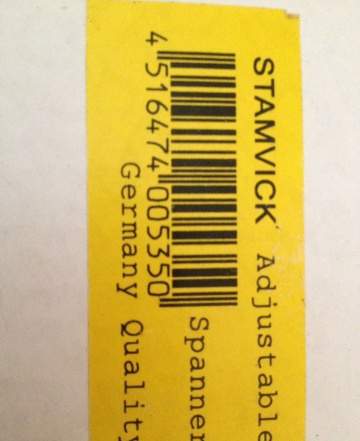 STAMVICK Adjustable
Spanner
4 516474 005350
Germany Quality